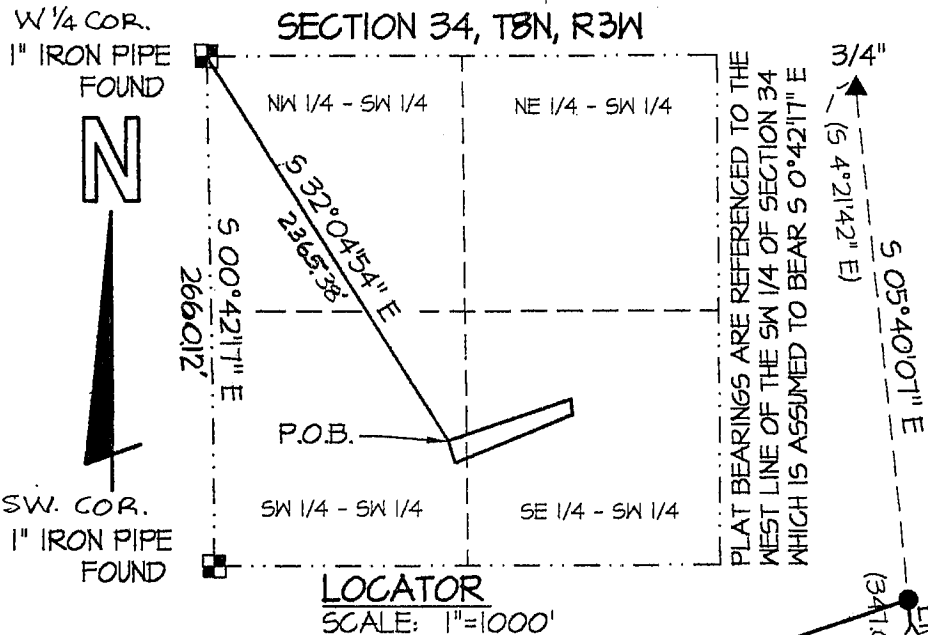 W 1/4 COR.
1" IRON PIPE
FOUND
N
SECTION 34, T8N, R3W
NW 1/4 - SW 1/4
NE 1/4 - SW 1/4
S 32°04'54" E
2365.38'
S 00°42'17" E
2660.12'
P.O.B.
SW 1/4 - SW 1/4
SE 1/4 - SW 1/4
SW. COR.
1" IRON PIPE
FOUND
LOCATOR
SCALE: 1"=1000'
PLAT BEARINGS ARE REFERENCED TO THE
WEST LINE OF THE SW 1/4 OF SECTION 34
WHICH IS ASSUMED TO BEAR S 0°42'17" E
3/4"
(S 4°21'42" E)
S 05°40'07" E